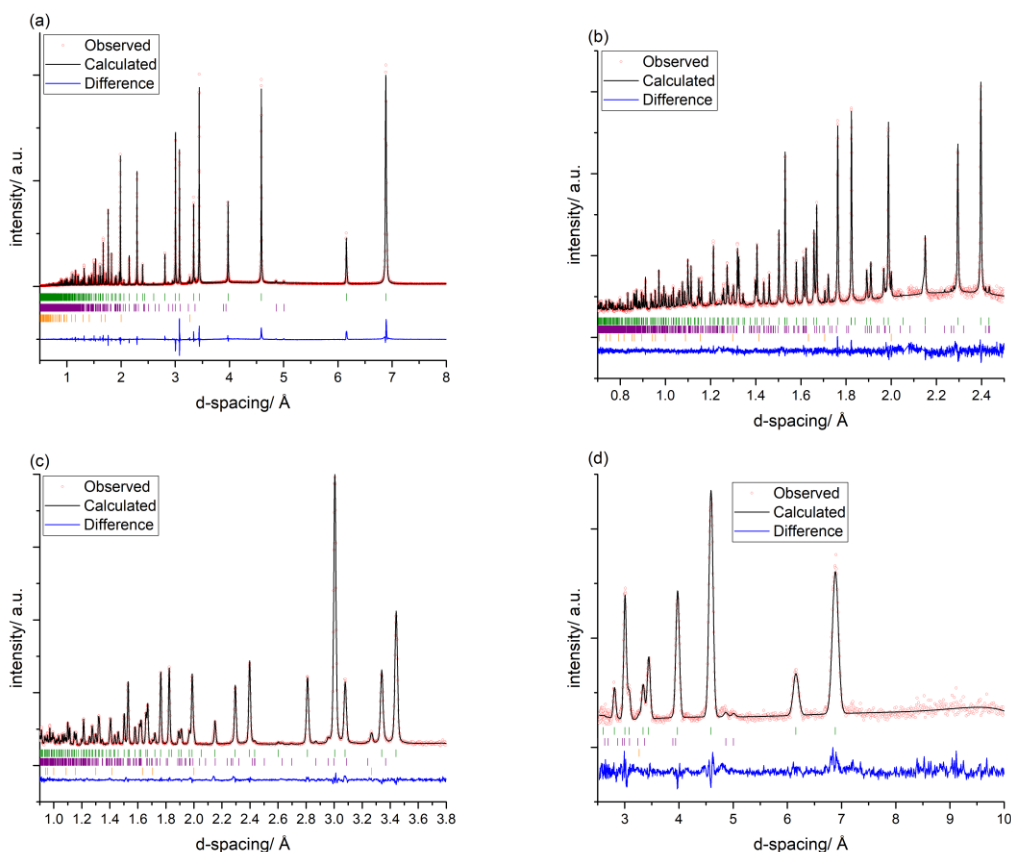 (a)
Observed
Calculated
Difference
intensity/ a.u.
1 2 3 4 5 6 7 8
d-spacing/ Å
(b)
Observed
Calculated
Difference
intensity/ a.u.
0.8 1.0 1.2 1.4 1.6 1.8 2.0 2.2 2.4
d-spacing/ Å
(c)
Observed
Calculated
Difference
intensity/ a.u.
1.0 1.2 1.4 1.6 1.8 2.0 2.2 2.4 2.6 2.8 3.0 3.2 3.4 3.6 3.8
d-spacing/ Å
(d)
Observed
Calculated
Difference
intensity/ a.u.
3 4 5 6 7 8 9 10
d-spacing/ Å